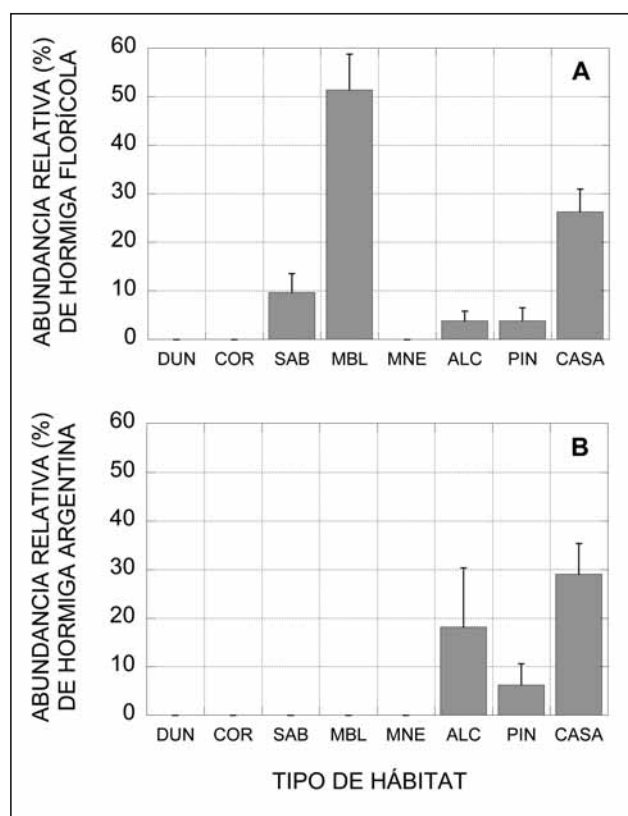 ABUNDANCIA RELATIVA (%)
DE HORMIGA FLORÍCOLA
60
50
40
30
20
10
0
A
DUN COR SAB MBL MNE ALC PIN CASA
ABUNDANCIA RELATIVA (%)
DE HORMIGA ARGENTINA
60
50
40
30
20
10
0
B
DUN COR SAB MBL MNE ALC PIN CASA
TIPO DE HÁBITAT